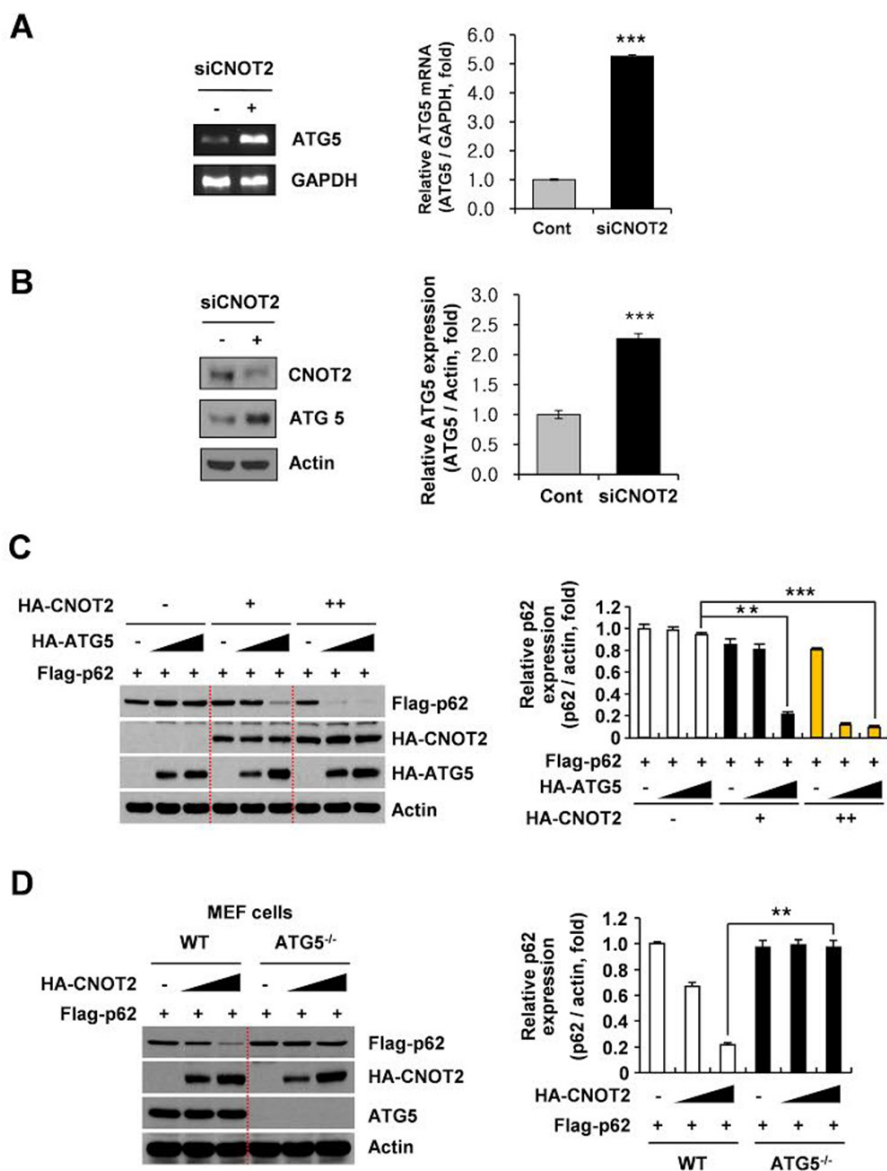 A
siCNOT2
- +
ATG5
GAPDH
Relative ATG5 mRNA
(ATG5 / GAPDH, fold)
6.0
5.0
4.0
3.0
2.0
1.0
0.0
***
Cont siCNOT2
B
siCNOT2
- +
CNOT2
ATG 5
Actin
Relative ATG5 expression
(ATG5 / Actin, fold)
3.0
2.5
2.0
1.5
1.0
0.5
0.0
***
Cont siCNOT2
C
HA-CNOT2 - + ++
HA-ATG5 - - -
Flag-p62 + + + + + + + + +
Flag-p62
HA-CNOT2
HA-ATG5
Actin
Relative p62
expression
(p62 / actin, fold)
1.2
1.0
0.8
0.6
0.4
0.2
0
** ***
Flag-p62 + + + + + + + + +
HA-ATG5 - - -
HA-CNOT2 - + ++
D
MEF cells
WT ATG5-/-
HA-CNOT2 - -
Flag-p62 + + + + + +
Flag-p62
HA-CNOT2
ATG5
Actin
Relative p62
expression
(p62 / actin, fold)
1.2
1
0.8
0.6
0.4
0.2
0
**
HA-CNOT2 - -
Flag-p62 + + + + + +
WT ATG5-/-